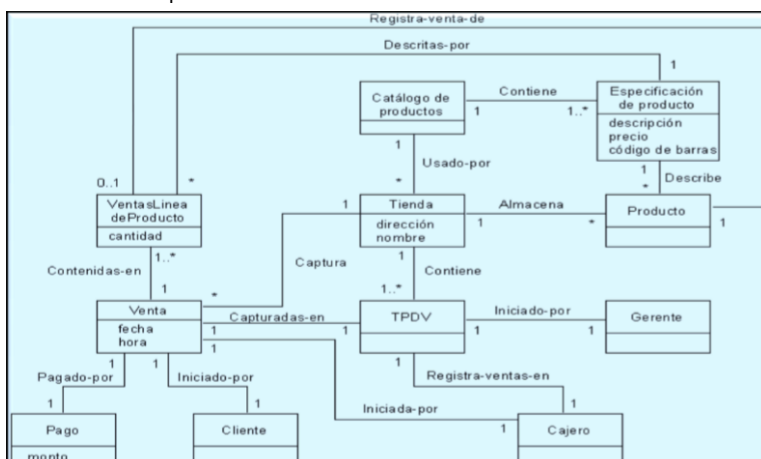 Registra-venta-de
Descritas-por
1
Catálogo de
productos
Contiene
1
1..*
Especificación
de producto
descripción
precio
código de barras
1
Usado-por
1
Describe
0..1
*
*
*
VentasLinea
deProducto
cantidad
1
Tienda
dirección
nombre
Almacena
1
*
Producto
1
1..*
Contenidas-en
1
Captura
1
Contiene
1..*
*
Venta
fecha
hora
Capturadas-en
1
1
TPDV
Iniciado-por
1
1
Gerente
1
1
1
Pagado-por
Iniciado-por
1
Registra-ventas-en
1
1
Iniciada-por
1
1
Pago
monto
Cliente
Cajero